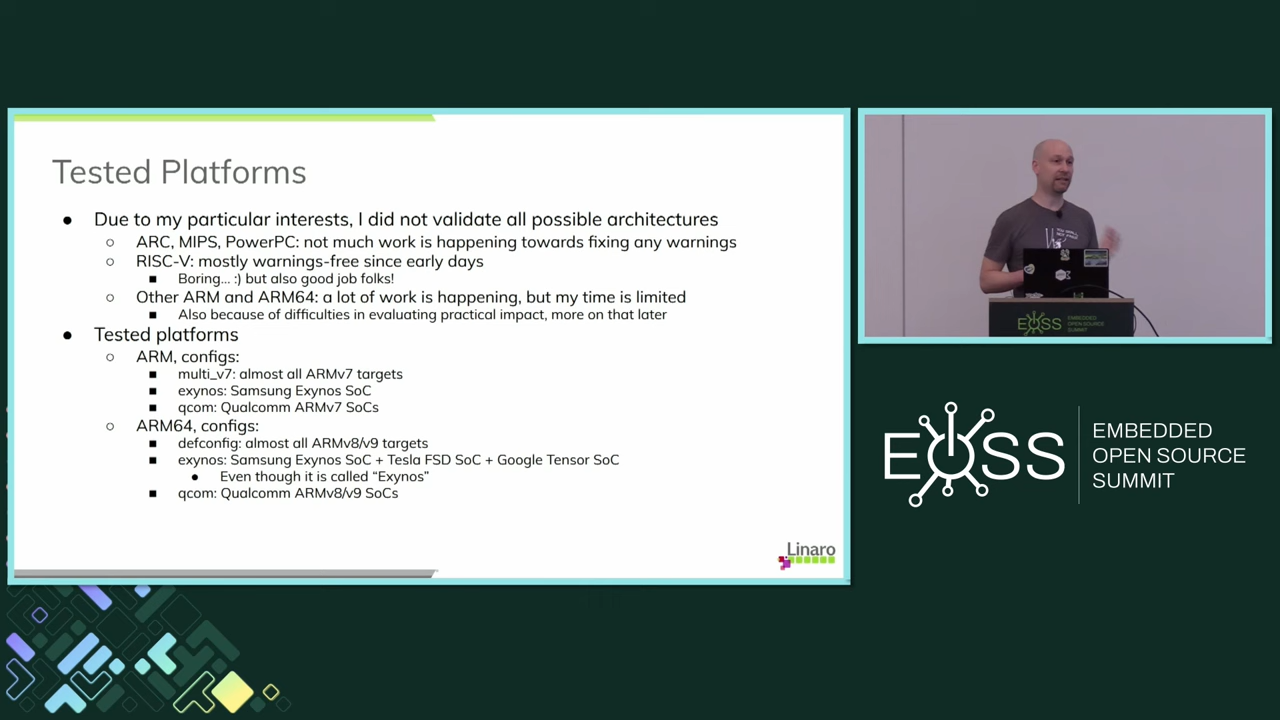 Tested Platforms
● Due to my particular interests, I did not validate all possible architectures
○ ARC, MIPS, PowerPC: not much work is happening towards fixing any warnings
○ RISC-V: mostly warnings-free since early days
■ Boring... :) but also good job folks!
○ Other ARM and ARM64: a lot of work is happening, but my time is limited
■ Also because of difficulties in evaluating practical impact, more on that later
● Tested platforms
○ ARM, configs:
■ multi_v7: almost all ARMv7 targets
■ exynos: Samsung Exynos SoC
■ qcom: Qualcomm ARMv7 SoCs
○ ARM64, configs:
■ defconfig: almost all ARMv8/v9 targets
■ exynos: Samsung Exynos SoC + Tesla FSD SoC + Google Tensor SoC
● Even though it is called “Exynos”
■ qcom: Qualcomm ARMv8/v9 SoCs
Linaro
EOSS
EMBEDDED
OPEN SOURCE
SUMMIT
EOSS
EMBEDDED
OPEN SOURCE
SUMMIT